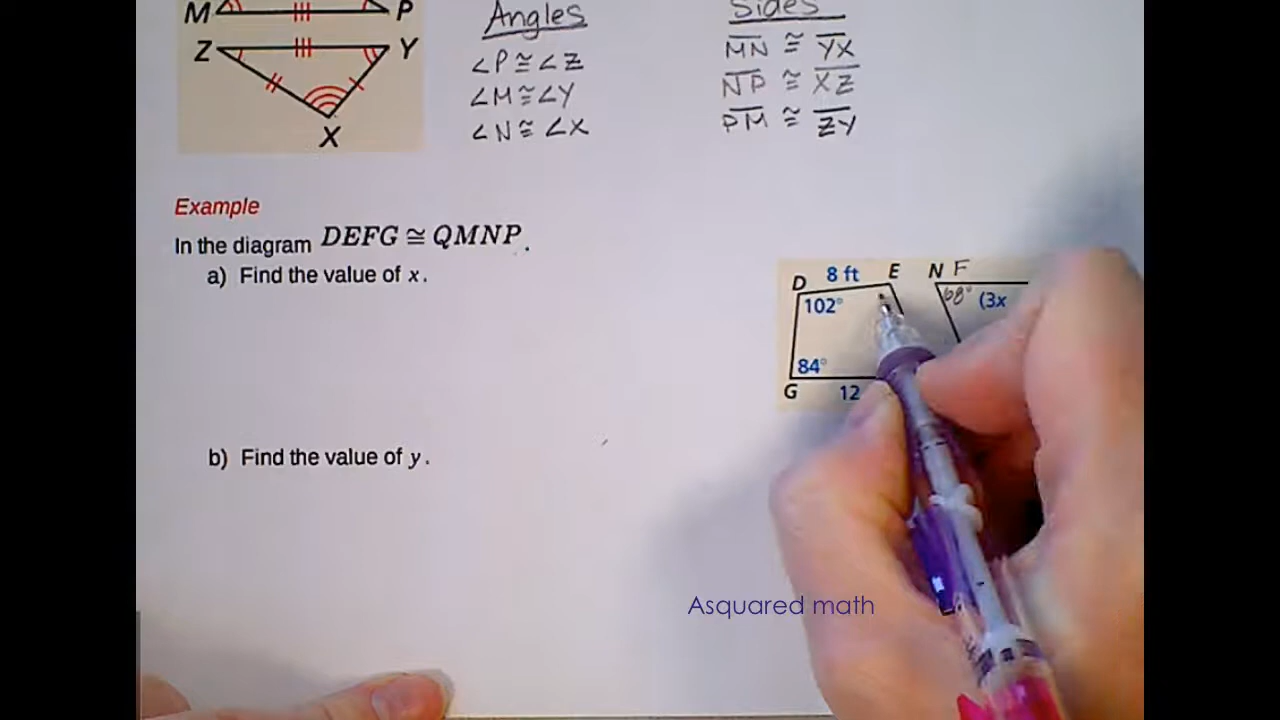 M P
Angles
Sides
Z Y
X
∠P ≅ ∠Z
∠M ≅ ∠Y
∠N ≅ ∠X
MN ≅ YX
NP ≅ XZ
PM ≅ ZY
Example
In the diagram DEFG ≅ QMNP.
a) Find the value of x.
D 8 ft E
102°
84°
G 12
N F
68° (3x
b) Find the value of y.
Asquared math